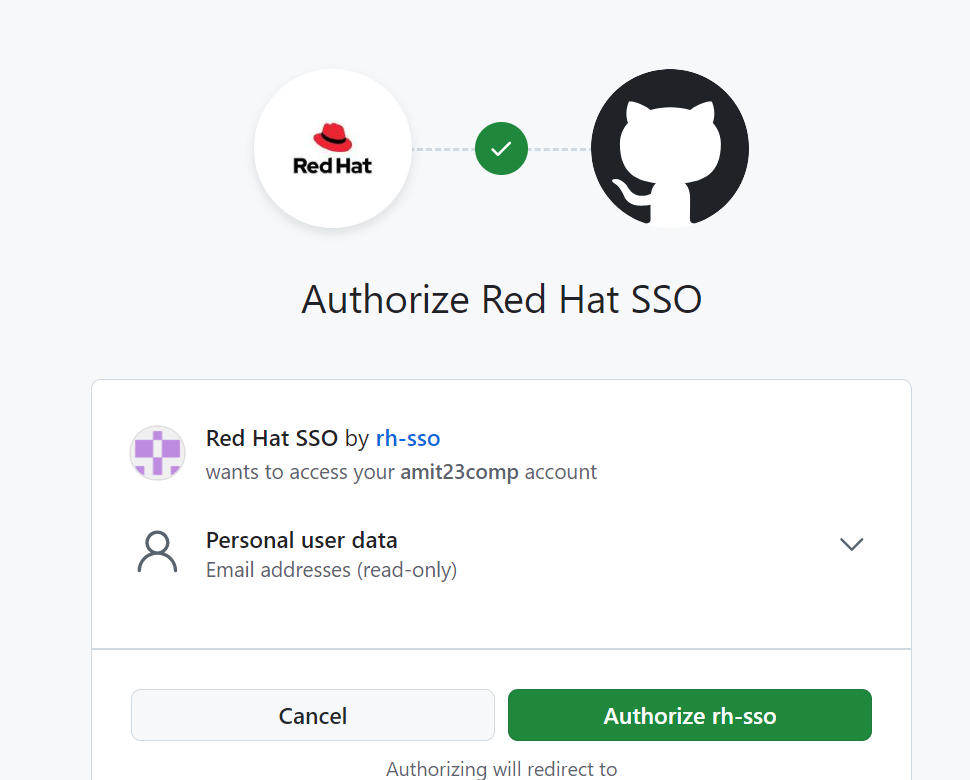 Red Hat
Authorize Red Hat SSO
Red Hat SSO by rh-sso
wants to access your amit23comp account
Personal user data
Email addresses (read-only)
Cancel
Authorize rh-sso
Authorizing will redirect to